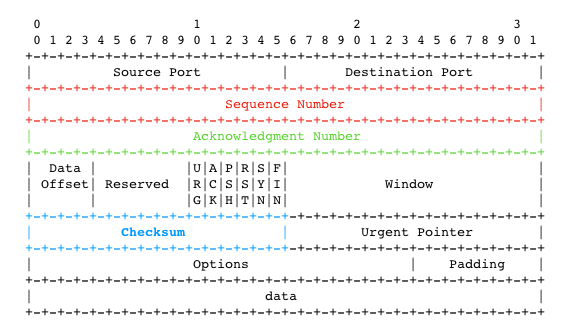 0                   1                   2                   3
 0 1 2 3 4 5 6 7 8 9 0 1 2 3 4 5 6 7 8 9 0 1 2 3 4 5 6 7 8 9 0 1
+-+-+-+-+-+-+-+-+-+-+-+-+-+-+-+-+-+-+-+-+-+-+-+-+-+-+-+-+-+-+-+-+
|          Source Port          |       Destination Port        |
+-+-+-+-+-+-+-+-+-+-+-+-+-+-+-+-+-+-+-+-+-+-+-+-+-+-+-+-+-+-+-+-+
|                        Sequence Number                        |
+-+-+-+-+-+-+-+-+-+-+-+-+-+-+-+-+-+-+-+-+-+-+-+-+-+-+-+-+-+-+-+-+
|                    Acknowledgment Number                      |
+-+-+-+-+-+-+-+-+-+-+-+-+-+-+-+-+-+-+-+-+-+-+-+-+-+-+-+-+-+-+-+-+
|  Data |           |U|A|P|R|S|F|                               |
| Offset| Reserved  |R|C|S|S|Y|I|            Window             |
|       |           |G|K|H|T|N|N|                               |
+-+-+-+-+-+-+-+-+-+-+-+-+-+-+-+-+-+-+-+-+-+-+-+-+-+-+-+-+-+-+-+-+
|           Checksum            |         Urgent Pointer        |
+-+-+-+-+-+-+-+-+-+-+-+-+-+-+-+-+-+-+-+-+-+-+-+-+-+-+-+-+-+-+-+-+
|                    Options                    |    Padding    |
+-+-+-+-+-+-+-+-+-+-+-+-+-+-+-+-+-+-+-+-+-+-+-+-+-+-+-+-+-+-+-+-+
|                             data                              |
+-+-+-+-+-+-+-+-+-+-+-+-+-+-+-+-+-+-+-+-+-+-+-+-+-+-+-+-+-+-+-+-+